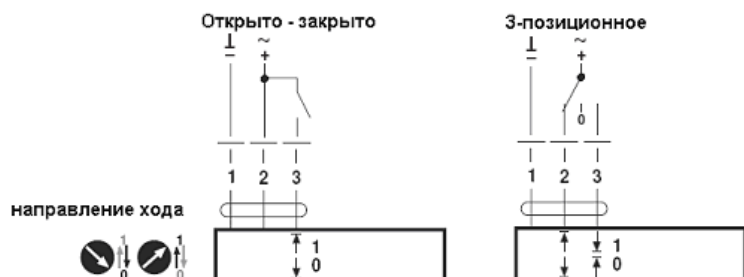 Открыто - закрыто
3-позиционное
⊥ ~ ⊥ ~
= + = +
0
1 2 3 1 2 3
направление хода
1 1 1 1
0 0 0 0